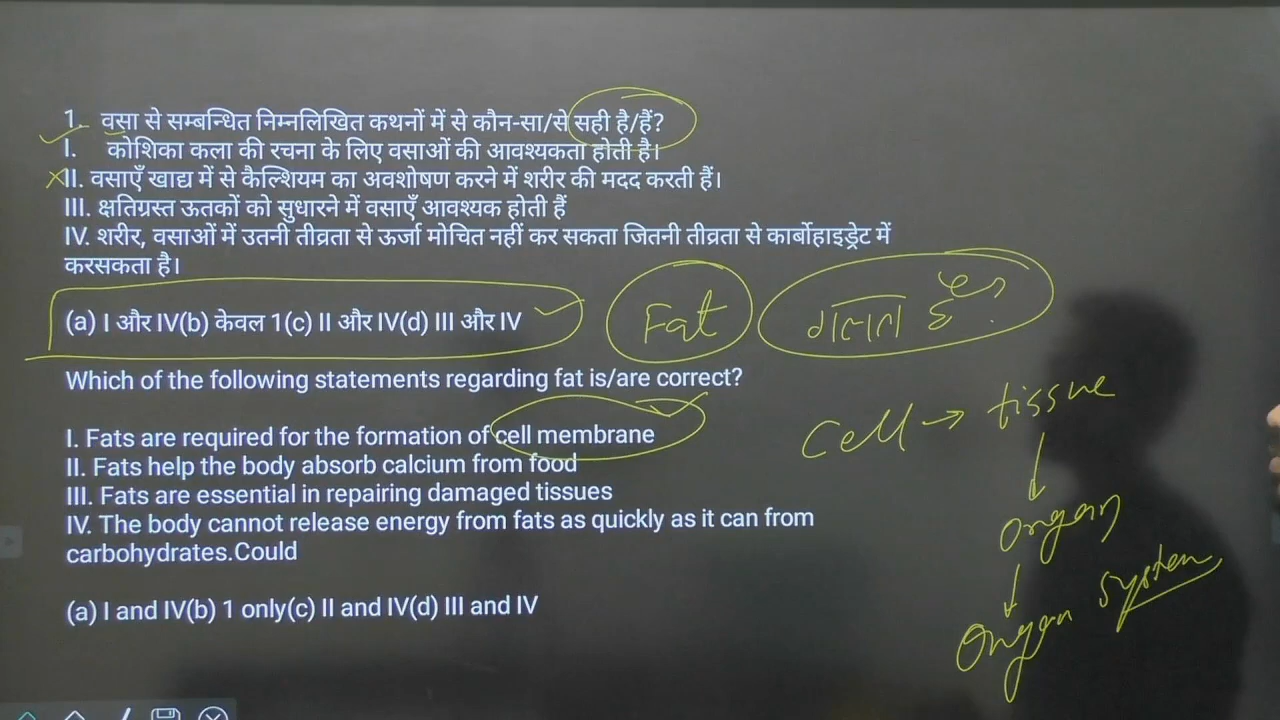 1. वसा से सम्बन्धित निम्नलिखित कथनों में से कौन-सा/से सही है/हैं?
I. कोशिका कला की रचना के लिए वसाओं की आवश्यकता होती है।
II. वसाएँ खाद्य में से कैल्शियम का अवशोषण करने में शरीर की मदद करती हैं।
III. क्षतिग्रस्त ऊतकों को सुधारने में वसाएँ आवश्यक होती हैं
IV. शरीर, वसाओं में उतनी तीव्रता से ऊर्जा मोचित नहीं कर सकता जितनी तीव्रता से कार्बोहाइड्रेट में
करसकता है।
(a) I और IV(b) केवल 1(c) II और IV(d) III और IV
Fat
गलत है?
Which of the following statements regarding fat is/are correct?
I. Fats are required for the formation of cell membrane
II. Fats help the body absorb calcium from food
III. Fats are essential in repairing damaged tissues
IV. The body cannot release energy from fats as quickly as it can from
carbohydrates.Could
(a) I and IV(b) 1 only(c) II and IV(d) III and IV
Cell → tissue
↓
Organ
↓
Organ System